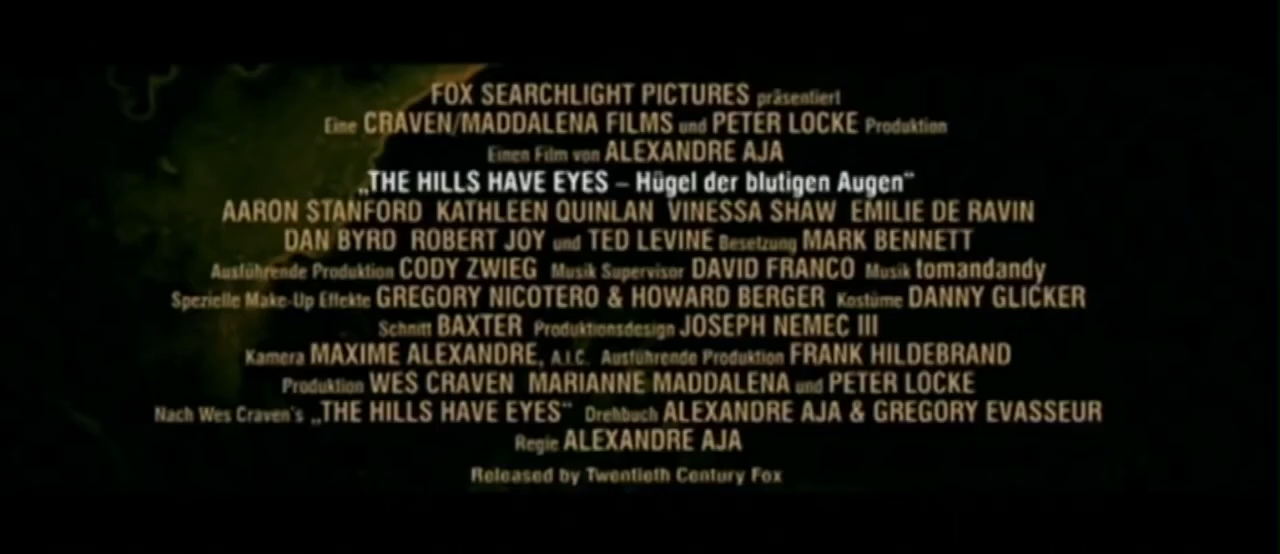 FOX SEARCHLIGHT PICTURES präsentiert
Eine CRAVEN/MADDALENA FILMS und PETER LOCKE Produktion
Einen Film von ALEXANDRE AJA
„THE HILLS HAVE EYES – Hügel der blutigen Augen“
AARON STANFORD KATHLEEN QUINLAN VINESSA SHAW EMILIE DE RAVIN
DAN BYRD ROBERT JOY und TED LEVINE Besetzung MARK BENNETT
Ausführende Produktion CODY ZWIEG Musik Supervisor DAVID FRANCO Musik tomandandy
Spezielle Make-Up Effekte GREGORY NICOTERO & HOWARD BERGER Kostüme DANNY GLICKER
Schnitt BAXTER Produktionsdesign JOSEPH NEMEC III
Kamera MAXIME ALEXANDRE, A.I.C. Ausführende Produktion FRANK HILDEBRAND
Produktion WES CRAVEN MARIANNE MADDALENA und PETER LOCKE
Nach Wes Craven's „THE HILLS HAVE EYES“ Drehbuch ALEXANDRE AJA & GREGORY EVASSEUR
Regie ALEXANDRE AJA
Released by Twentieth Century Fox